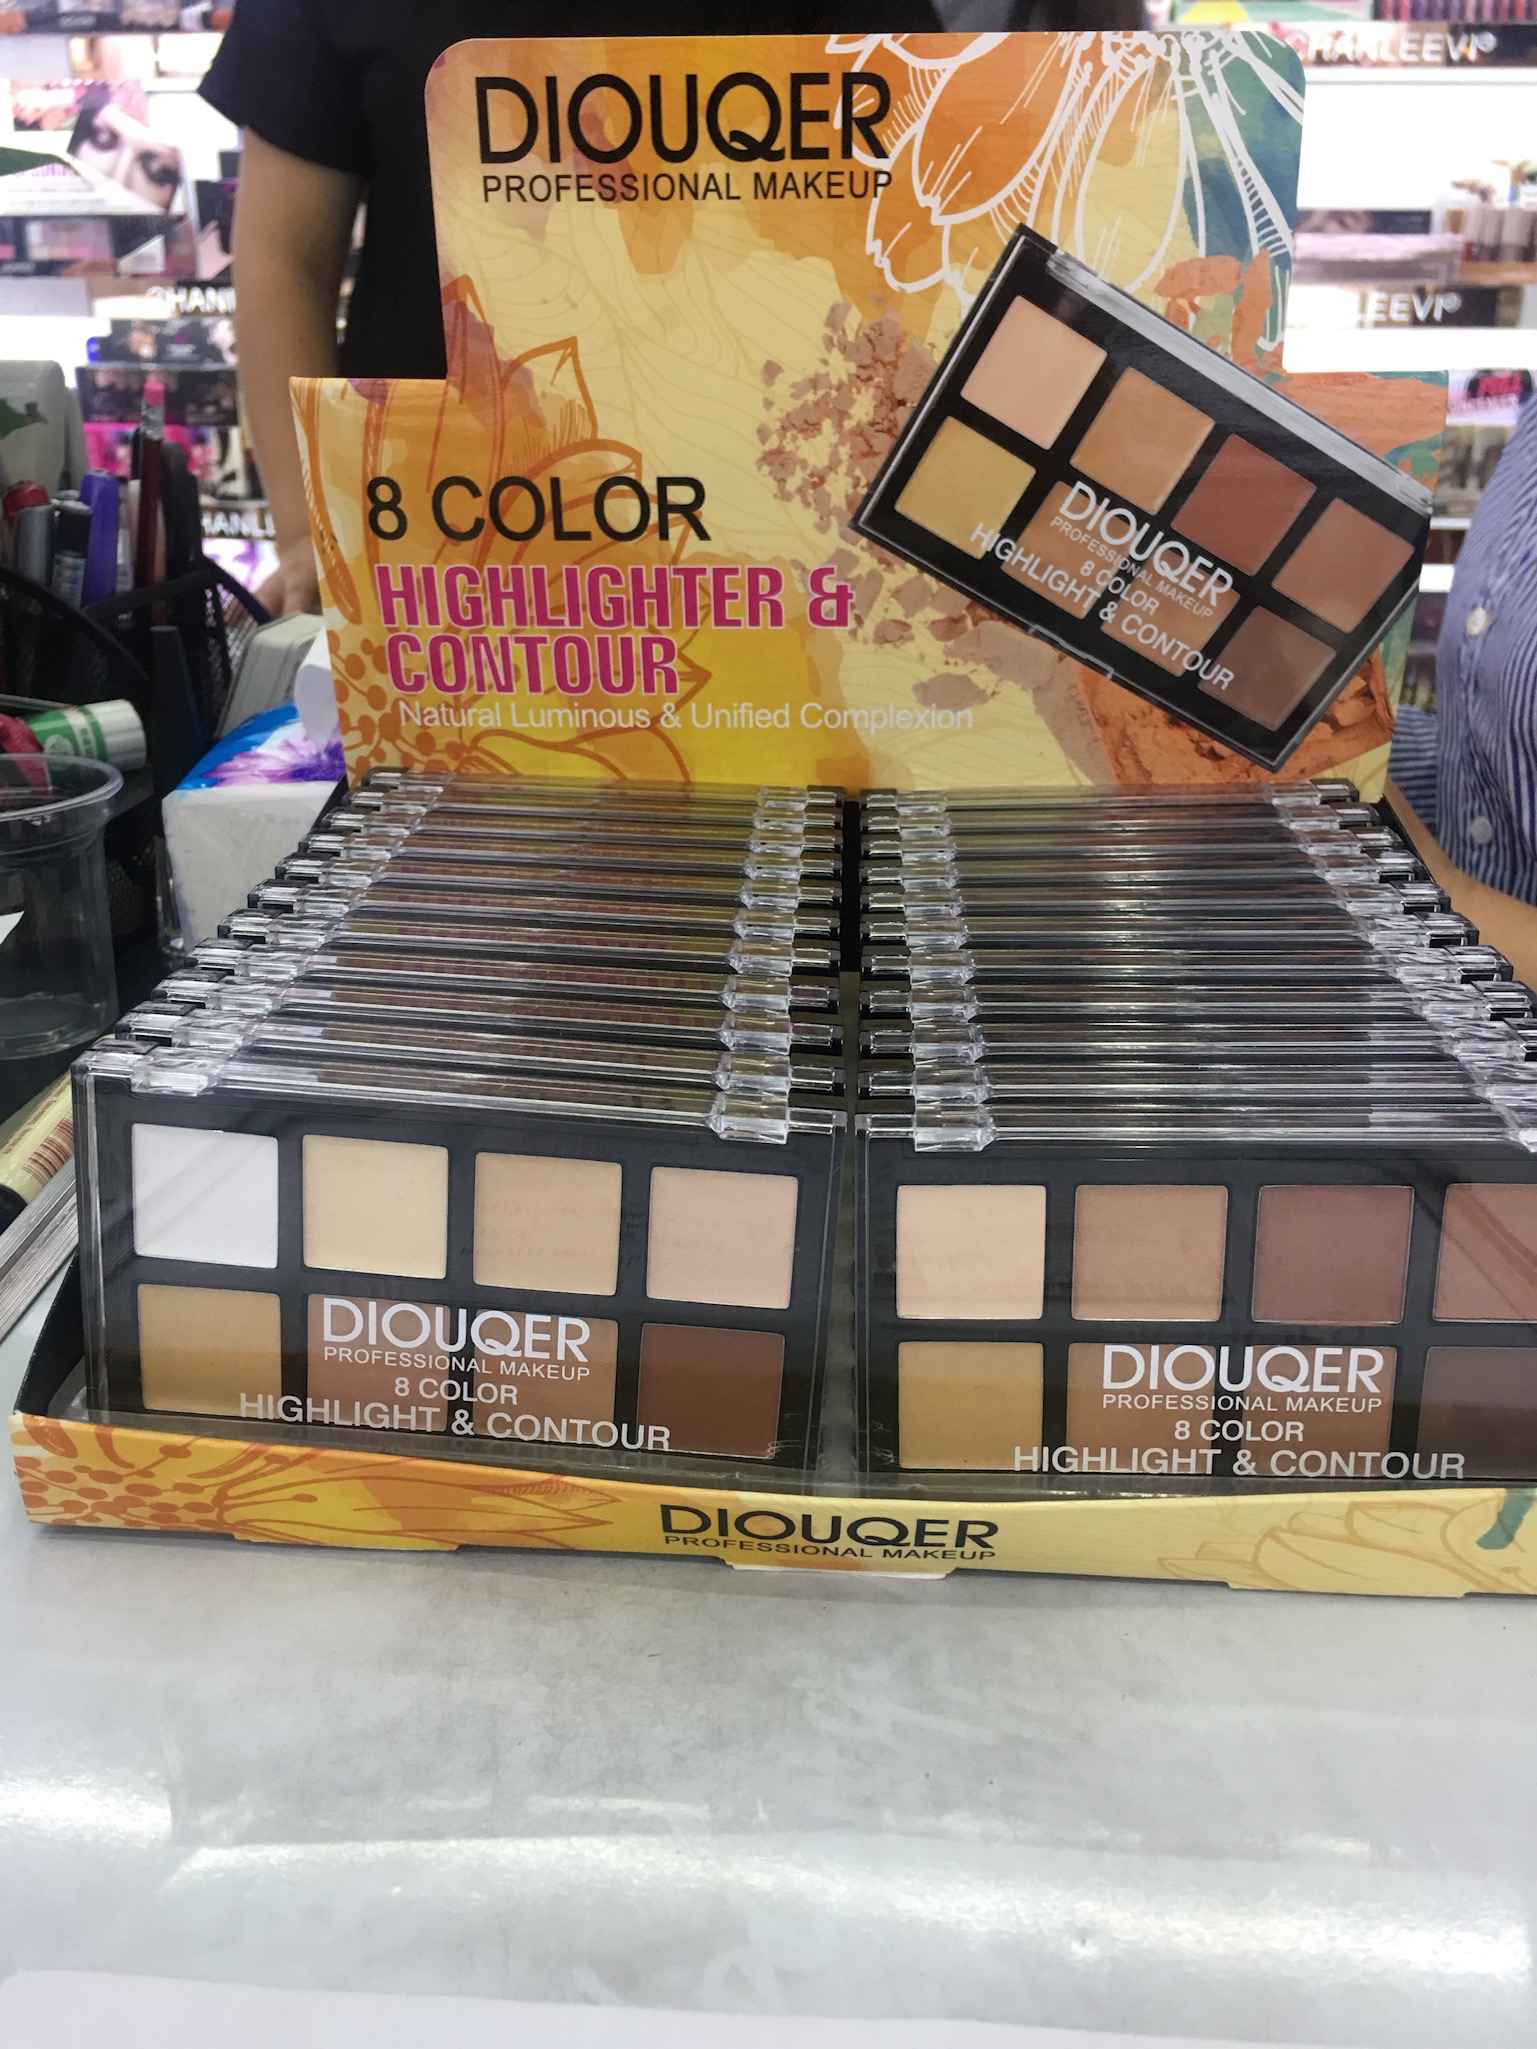 CHANLEEVI
DIOUQER
PROFESSIONAL MAKEUP
8 COLOR
HIGHLIGHTER &
CONTOUR
Natural Luminous & Unified Complexion
DIOUQER
PROFESSIONAL MAKEUP
8 COLOR
HIGHLIGHT & CONTOUR
DIOUQER
PROFESSIONAL MAKEUP
8 COLOR
HIGHLIGHT & CONTOUR
DIOUQER
PROFESSIONAL MAKEUP
8 COLOR
HIGHLIGHT & CONTOUR
DIOUQER
PROFESSIONAL MAKEUP